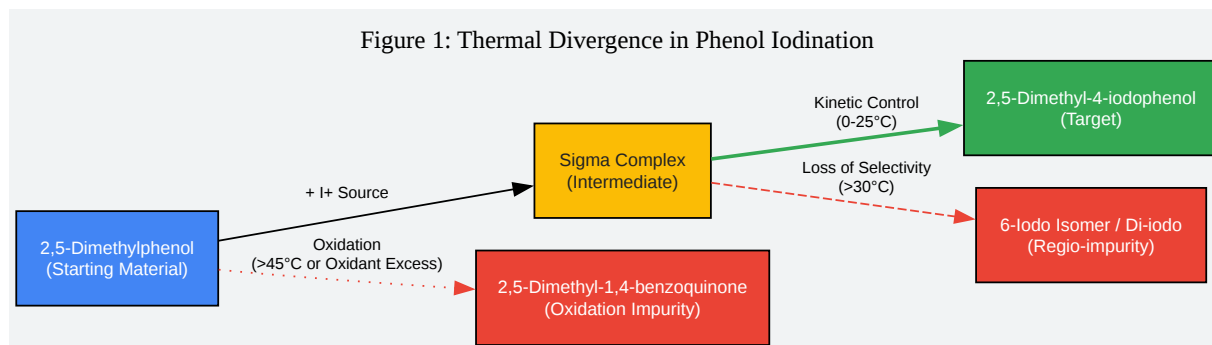 Figure 1: Thermal Divergence in Phenol Iodination
2,5-Dimethylphenol
(Starting Material)
+ I+ Source
Oxidation
(>45°C or Oxidant Excess)
Sigma Complex
(Intermediate)
2,5-Dimethyl-1,4-benzoquinone
(Oxidation Impurity)
Kinetic Control
(0-25°C)
Loss of Selectivity
(>30°C)
2,5-Dimethyl-4-iodophenol
(Target)
6-Iodo Isomer / Di-iodo
(Regio-impurity)